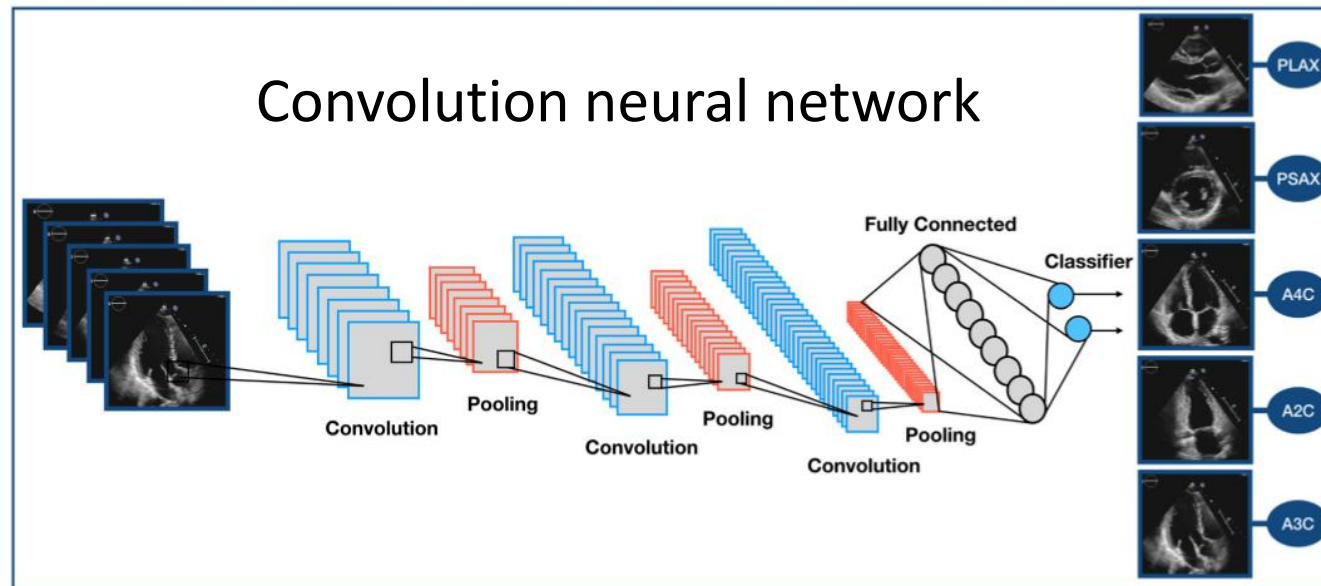 Convolution neural network
PLAX
PSAX
Fully Connected
Classifier
A4C
Pooling
Convolution
Pooling
Convolution
Pooling
Convolution
A2C
A3C